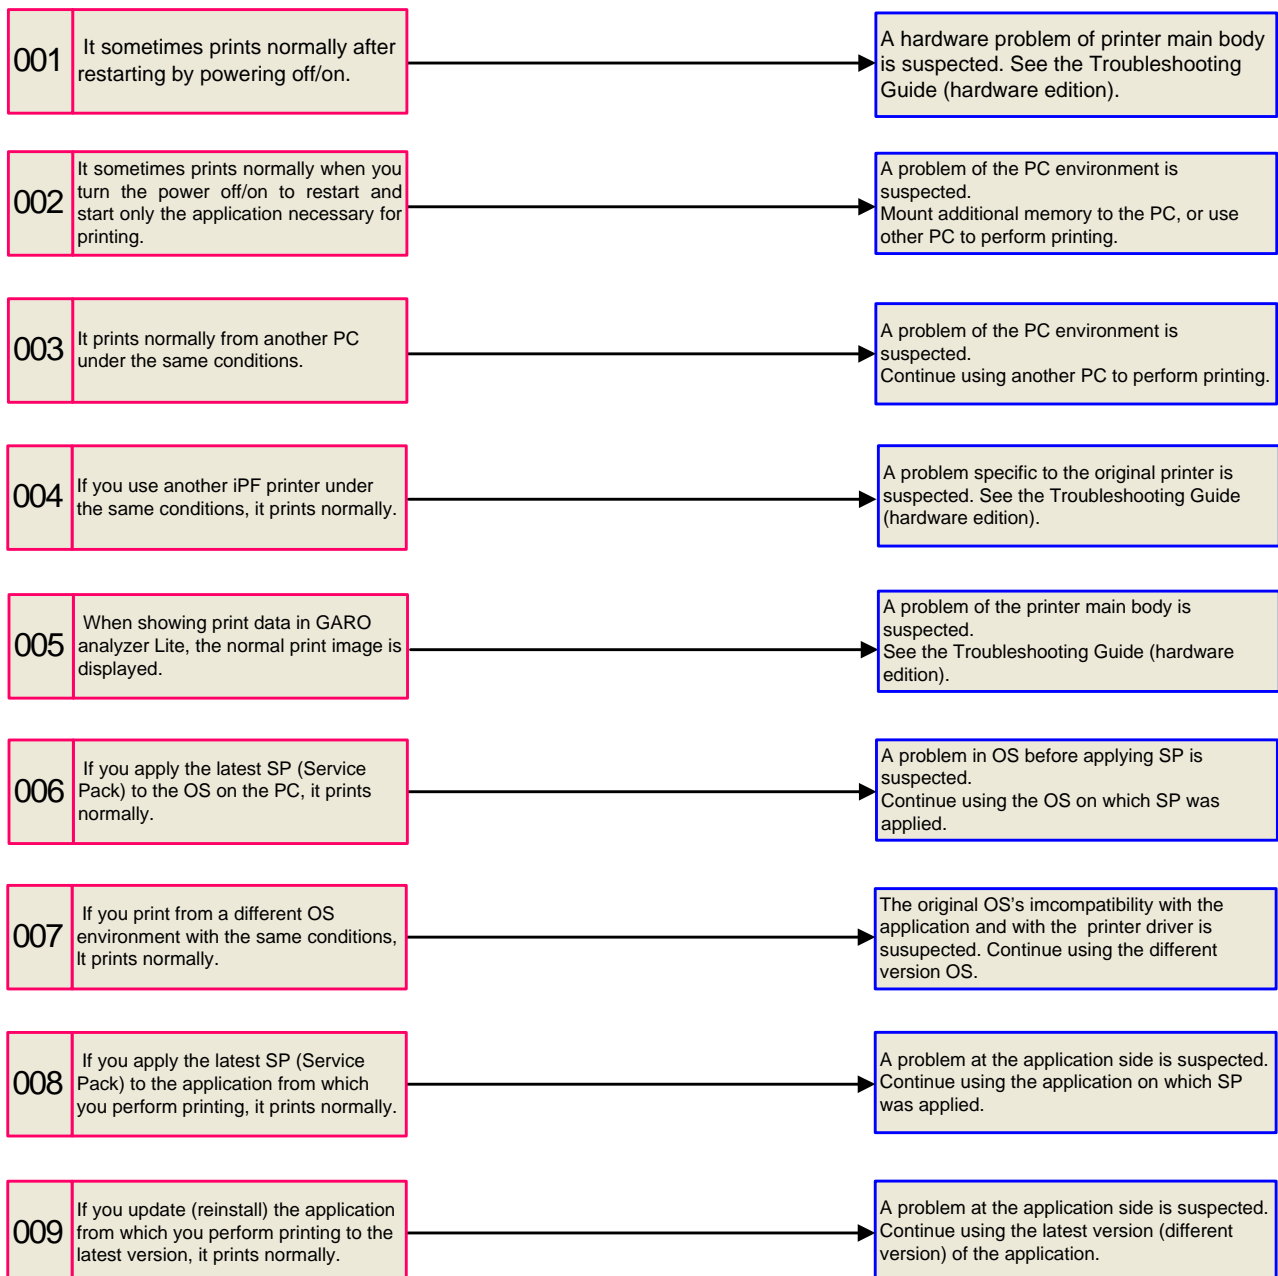 001
It sometimes prints normally after
restarting by powering off/on.
A hardware problem of printer main body
is suspected. See the Troubleshooting
Guide (hardware edition).
002
It sometimes prints normally when you
turn the power off/on to restart and
start only the application necessary for
printing.
A problem of the PC environment is
suspected.
Mount additional memory to the PC, or use
other PC to perform printing.
003
It prints normally from another PC
under the same conditions.
A problem of the PC environment is
suspected.
Continue using another PC to perform printing.
004
If you use another iPF printer under
the same conditions, it prints normally.
A problem specific to the original printer is
suspected. See the Troubleshooting Guide
(hardware edition).
005
When showing print data in GARO
analyzer Lite, the normal print image is
displayed.
A problem of the printer main body is
suspected.
See the Troubleshooting Guide (hardware
edition).
006
If you apply the latest SP (Service
Pack) to the OS on the PC, it prints
normally.
A problem in OS before applying SP is
suspected.
Continue using the OS on which SP was
applied.
007
If you print from a different OS
environment with the same conditions,
It prints normally.
The original OS's imcompatibility with the
application and with the  printer driver is
susupected. Continue using the different
version OS.
008
If you apply the latest SP (Service
Pack) to the application from which
you perform printing, it prints normally.
A problem at the application side is suspected.
Continue using the application on which SP
was applied.
009
If you update (reinstall) the application
from which you perform printing to the
latest version, it prints normally.
A problem at the application side is suspected.
Continue using the latest version (different
version) of the application.